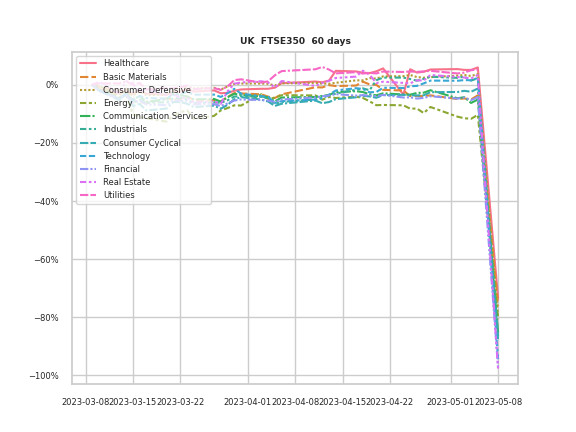 UK FTSE350 60 days
Healthcare
Basic Materials
Consumer Defensive
Energy
Communication Services
Industrials
Consumer Cyclical
Technology
Financial
Real Estate
Utilities
0%
−20%
−40%
−60%
−80%
−100%
2023-03-08 2023-03-15 2023-03-22 2023-04-01 2023-04-08 2023-04-15 2023-04-22 2023-05-01 2023-05-08